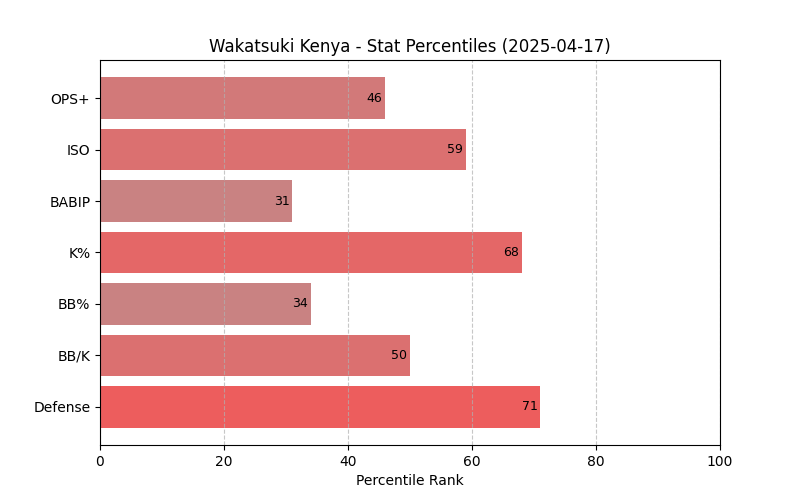 Wakatsuki Kenya - Stat Percentiles (2025-04-17)
OPS+ 46
ISO 59
BABIP 31
K% 68
BB% 34
BB/K 50
Defense 71
0 20 40 60 80 100
Percentile Rank